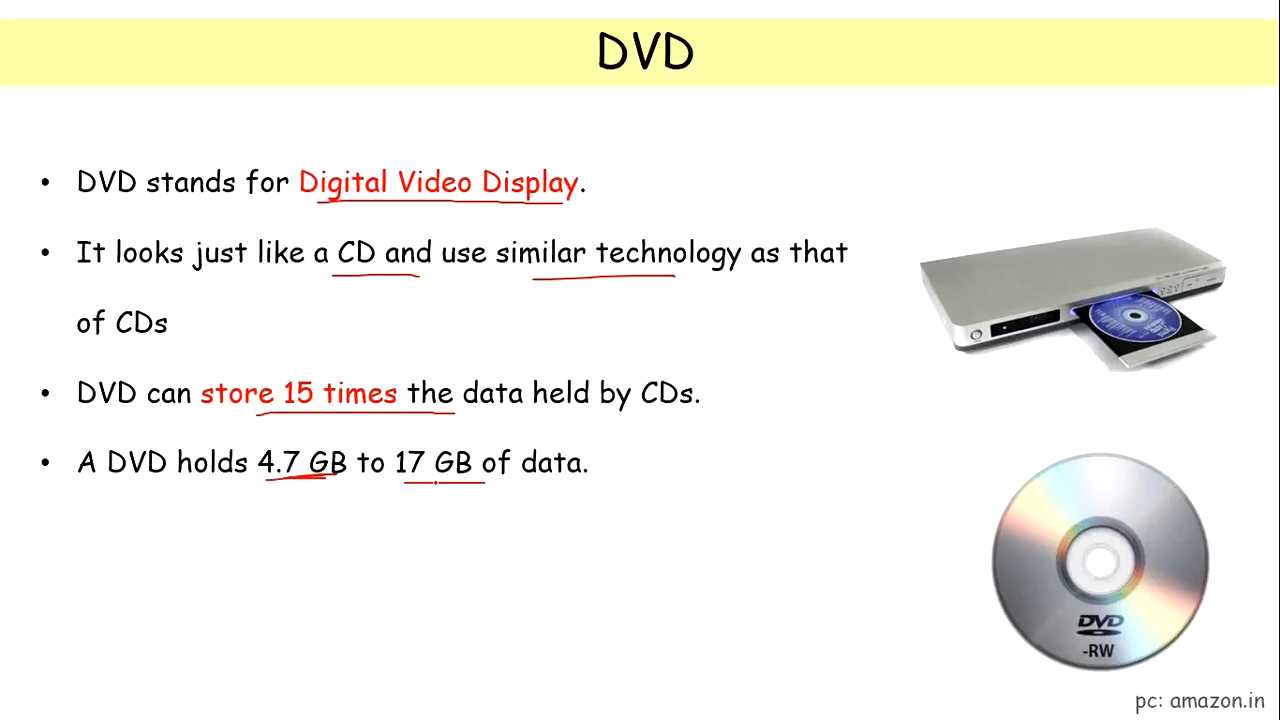 DVD
• DVD stands for Digital Video Display.
• It looks just like a CD and use similar technology as that
of CDs
• DVD can store 15 times the data held by CDs.
• A DVD holds 4.7 GB to 17 GB of data.
DVD
-RW
pc: amazon.in